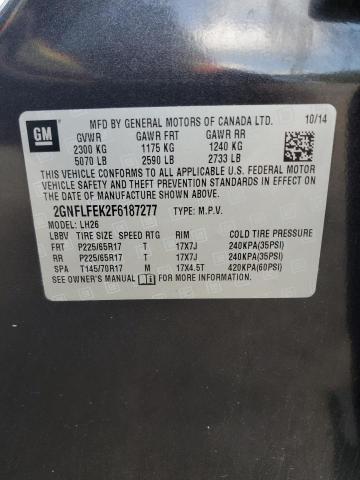 GM
MFD BY GENERAL MOTORS OF CANADA LTD. 10/14
GVWR GAWR FRT GAWR RR
2300 KG 1175 KG 1240 KG
5070 LB 2590 LB 2733 LB
THIS VEHICLE CONFORMS TO ALL APPLICABLE U.S. FEDERAL MOTOR
VEHICLE SAFETY AND THEFT PREVENTION STANDARDS IN EFFECT ON THE
DATE OF MANUFACTURE SHOWN ABOVE.
2GNFLFEK2F6187277 TYPE: M.P.V.
MODEL: LH26
LBBV TIRE SIZE SPEED RTG RIM COLD TIRE PRESSURE
FRT P225/65R17 T 17X7J 240KPA(35PSI)
RR P225/65R17 T 17X7J 240KPA(35PSI)
SPA T145/70R17 M 17X4.5T 420KPA(60PSI)
SEE OWNER'S MANUAL FOR MORE INFORMATION